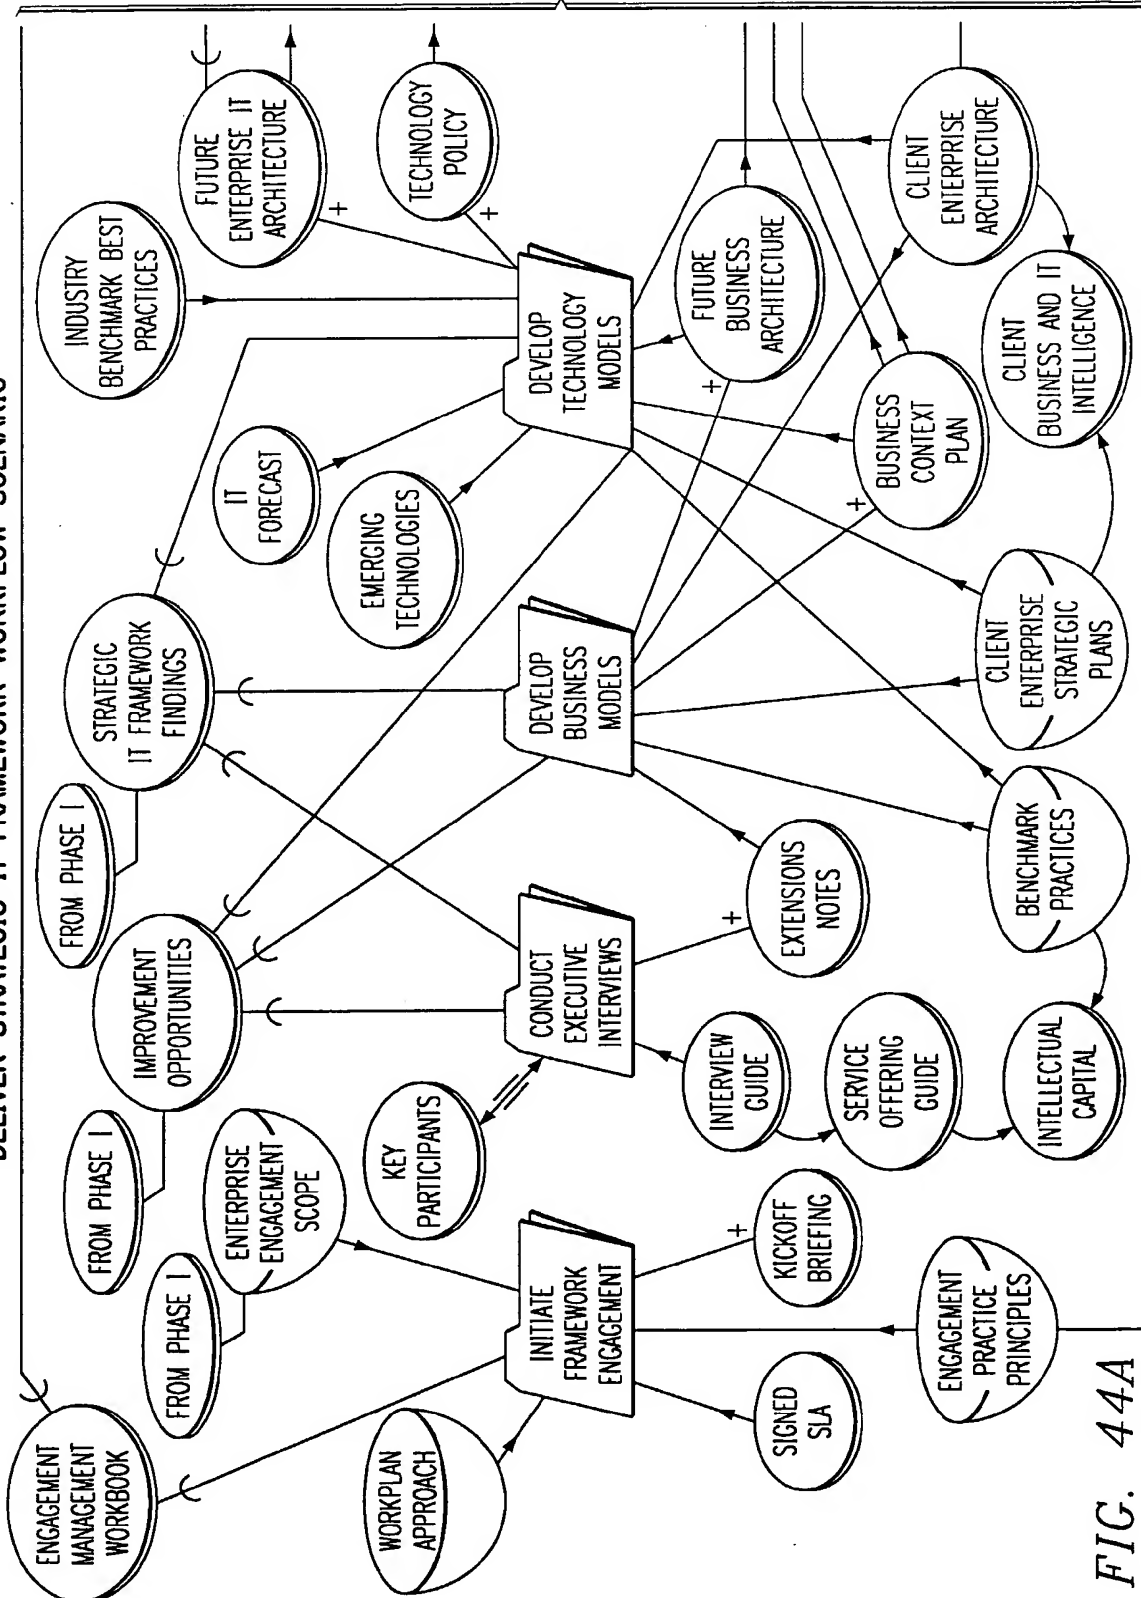 DELIVER STRATEGIC IT FRAMEWORK WORKFLOW SCENARIO
ENGAGEMENT
MANAGEMENT
WORKBOOK
FROM PHASE I
ENTERPRISE
ENGAGEMENT
SCOPE
FROM PHASE I
IMPROVEMENT
OPPORTUNITIES
FROM PHASE I
STRATEGIC
IT FRAMEWORK
FINDINGS
INDUSTRY
BENCHMARK BEST
PRACTICES
FUTURE
ENTERPRISE IT
ARCHITECTURE
WORKPLAN
APPROACH
KEY
PARTICIPANTS
EMERGING
TECHNOLOGIES
IT
FORECAST
TECHNOLOGY
POLICY
+
+
INITIATE
FRAMEWORK
ENGAGEMENT
CONDUCT
EXECUTIVE
INTERVIEWS
DEVELOP
BUSINESS
MODELS
DEVELOP
TECHNOLOGY
MODELS
SIGNED
SLA
+
KICKOFF
BRIEFING
INTERVIEW
GUIDE
+
EXTENSIONS
NOTES
+
FUTURE
BUSINESS
ARCHITECTURE
SERVICE
OFFERING
GUIDE
+
BUSINESS
CONTEXT
PLAN
ENGAGEMENT
PRACTICE
PRINCIPLES
INTELLECTUAL
CAPITAL
BENCHMARK
PRACTICES
CLIENT
ENTERPRISE
STRATEGIC
PLANS
CLIENT
BUSINESS AND IT
INTELLIGENCE
CLIENT
ENTERPRISE
ARCHITECTURE
FIG. 44A